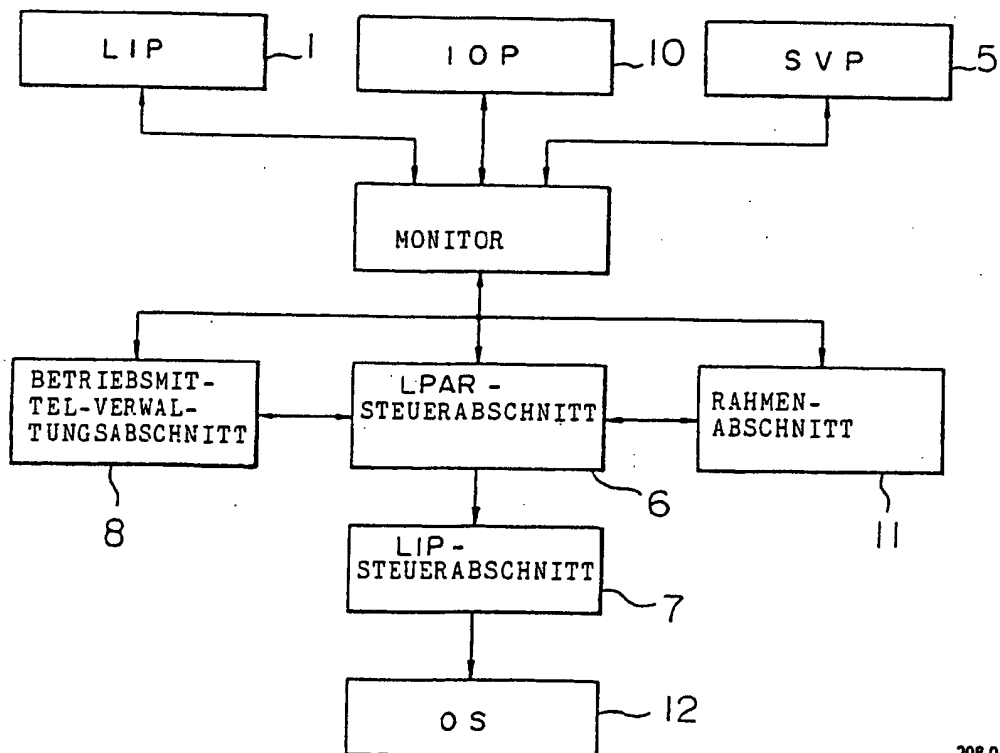 LIP
1
IOP
10
SVP
5
MONITOR
BETRIEBSMIT-
TEL-VERWAL-
TUNGSABSCHNITT
8
LPAR-
STEUERABSCHNITT
6
RAHMEN-
ABSCHNITT
11
LIP-
STEUERABSCHNITT
7
OS
12